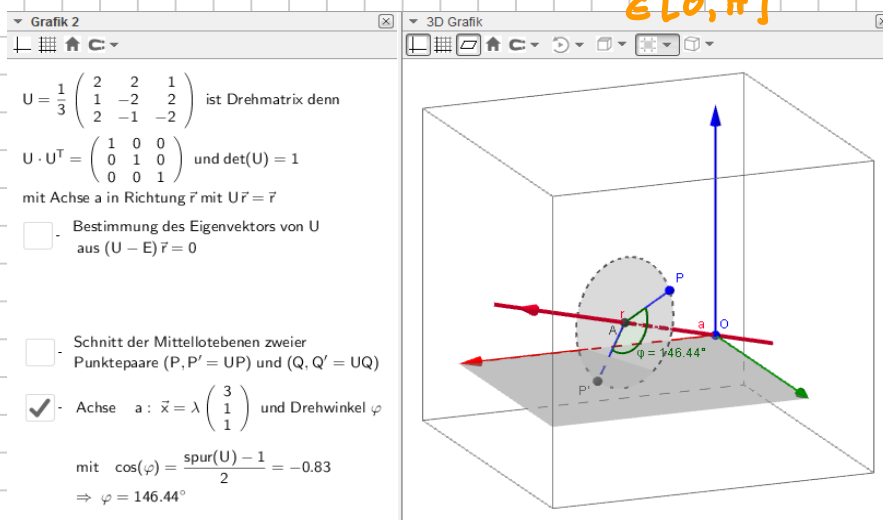 ∈[0,π]
Grafik 2
3D Grafik
U = 1/3 ( 2 2 1 ; 1 −2 2 ; 2 −1 −2 ) ist Drehmatrix denn
U · Uᵀ = ( 1 0 0 ; 0 1 0 ; 0 0 1 ) und det(U) = 1
mit Achse a in Richtung r⃗ mit U r⃗ = r⃗
- Bestimmung des Eigenvektors von U
aus (U − E) r⃗ = 0
- Schnitt der Mittellotebenen zweier
Punktepaare (P, P′ = UP) und (Q, Q′ = UQ)
- Achse a : x⃗ = λ ( 3 ; 1 ; 1 ) und Drehwinkel φ
mit cos(φ) = (spur(U) − 1)/2 = −0.83
⇒ φ = 146.44°
P
r
A
a
O
φ = 146.44°
P'